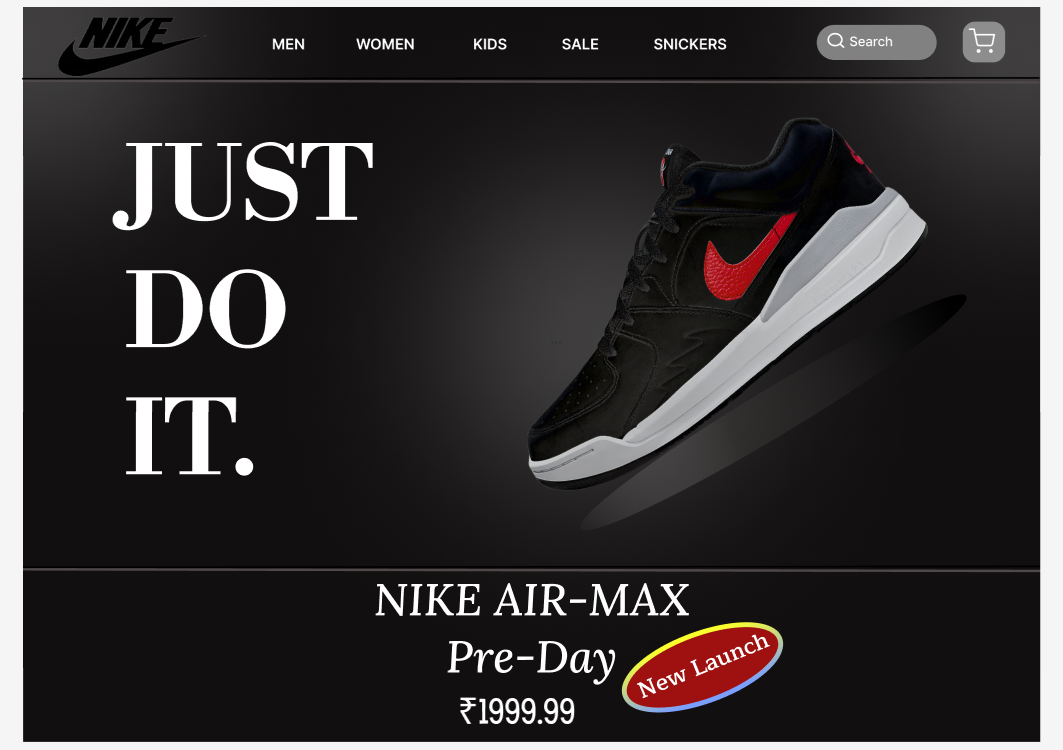 NIKE
MEN WOMEN KIDS SALE SNICKERS Search
JUST
DO
IT.
NIKE AIR-MAX
Pre-Day
New Launch
₹1999.99